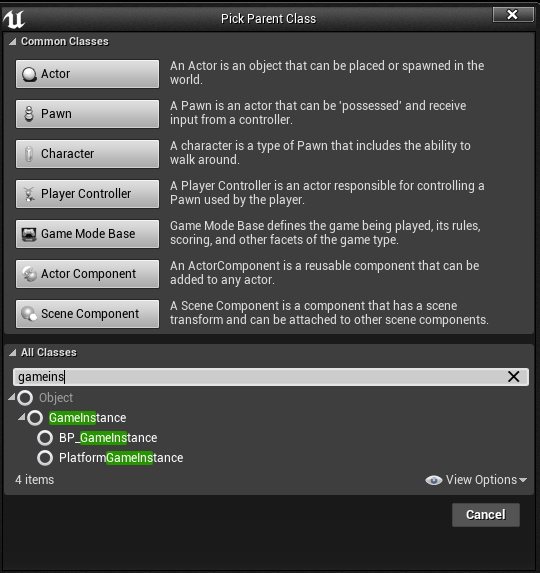 Pick Parent Class
Common Classes
Actor
An Actor is an object that can be placed or spawned in the
world.
Pawn
A Pawn is an actor that can be 'possessed' and receive
input from a controller.
Character
A character is a type of Pawn that includes the ability to
walk around.
Player Controller
A Player Controller is an actor responsible for controlling a
Pawn used by the player.
Game Mode Base
Game Mode Base defines the game being played, its rules,
scoring, and other facets of the game type.
Actor Component
An ActorComponent is a reusable component that can be
added to any actor.
Scene Component
A Scene Component is a component that has a scene
transform and can be attached to other scene components.
All Classes
gameins
Object
GameInstance
BP_GameInstance
PlatformGameInstance
4 items
View Options
Cancel